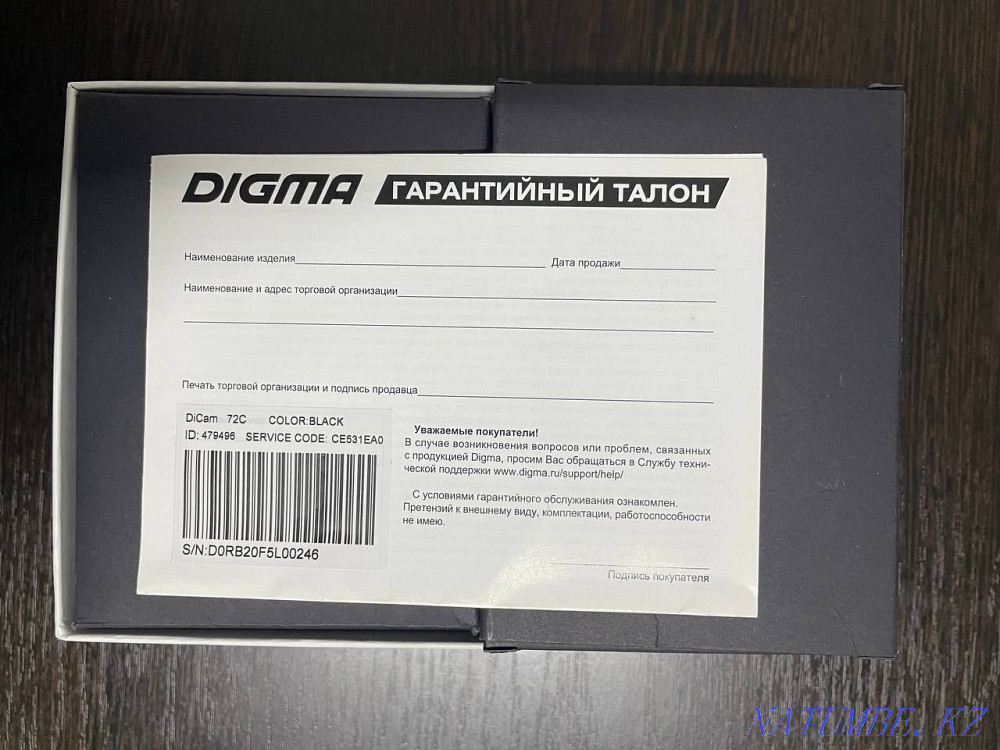 DIGMA ГАРАНТИЙНЫЙ ТАЛОН
Наименование изделия Дата продажи
Наименование и адрес торговой организации
Печать торговой организации и подпись продавца
DiCam 72C COLOR:BLACK
ID: 479496 SERVICE CODE: CE531EA0
S/N:D0RB20F5L00246
Уважаемые покупатели!
В случае возникновения вопросов или проблем, связанных
с продукцией Digma, просим Вас обращаться в Службу техни-
ческой поддержки www.digma.ru/support/help/
С условиями гарантийного обслуживания ознакомлен.
Претензий к внешнему виду, комплектации, работоспособности
не имею.
Подпись покупателя
NATUMBE.KZ